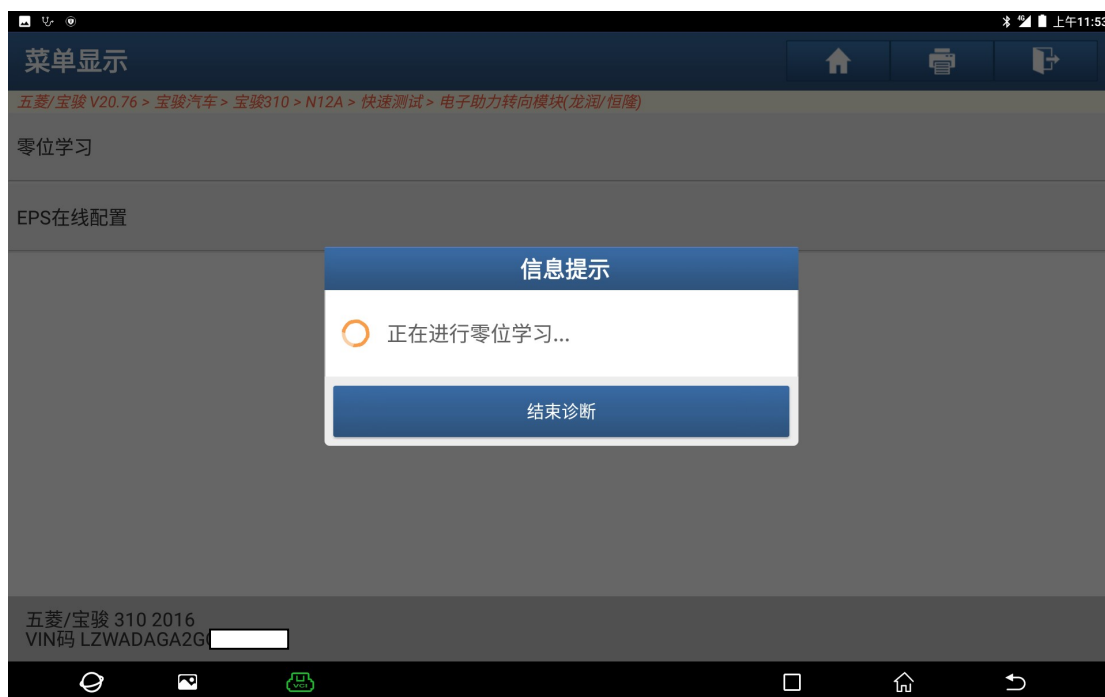 上午11:53
菜单显示
五菱/宝骏 V20.76 > 宝骏汽车 > 宝骏310 > N12A > 快速测试 > 电子助力转向模块(龙润/恒隆)
零位学习
EPS在线配置
信息提示
正在进行零位学习...
结束诊断
五菱/宝骏 310 2016
VIN码 LZWADAGA2G
VCI